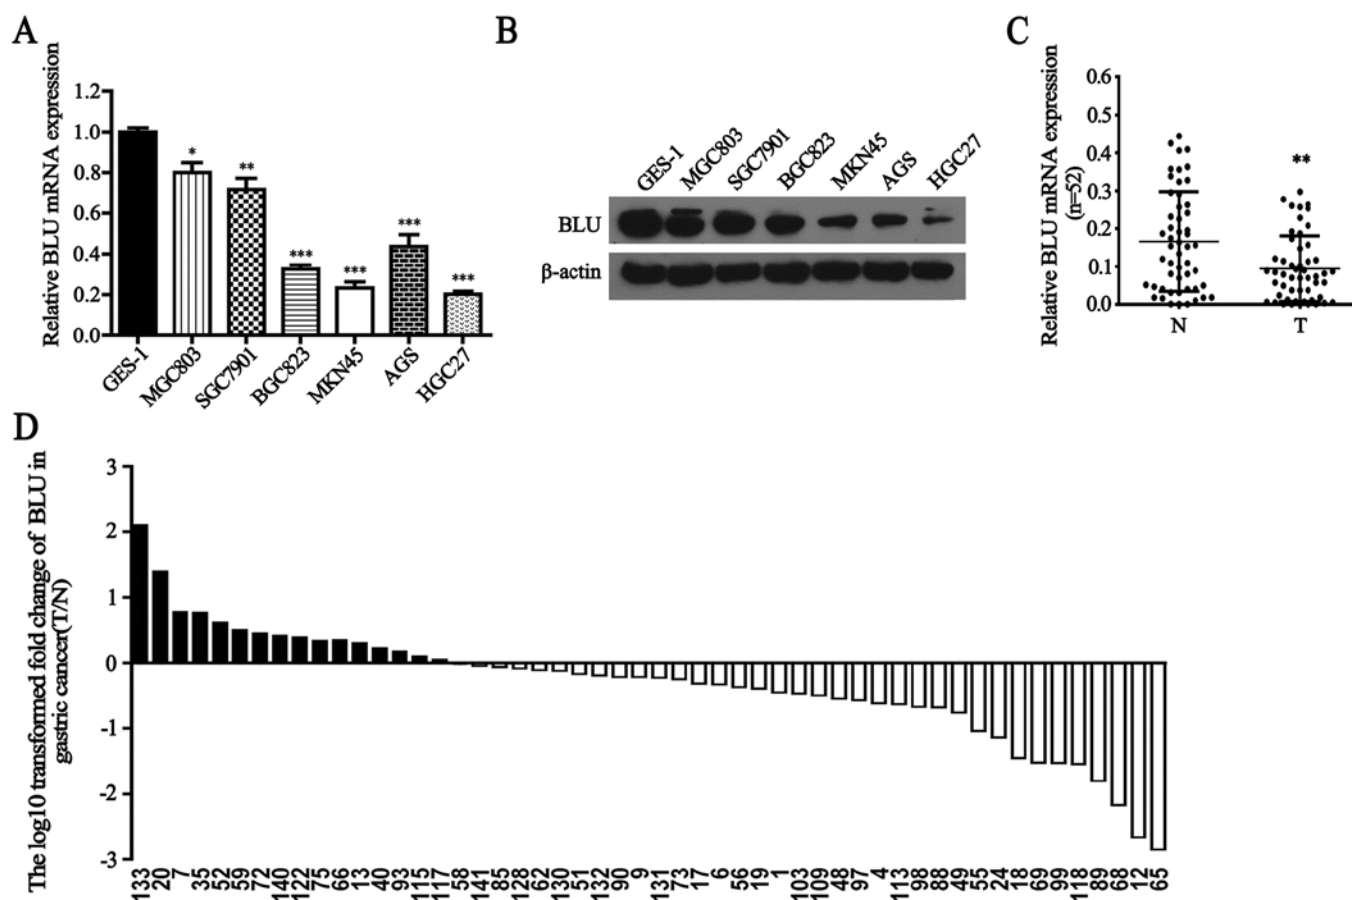 A
Relative BLU mRNA expression
1.2
1.0
0.8
0.6
0.4
0.2
0.0
*
**
***
***
***
***
GES-1
MGC803
SGC7901
BGC823
MKN45
AGS
HGC27
B
GES-1
MGC803
SGC7901
BGC823
MKN45
AGS
HGC27
BLU
β-actin
C
Relative BLU mRNA expression
(n=52)
0.6
0.5
0.4
0.3
0.2
0.1
0.0
**
N
T
D
The log10 transformed fold change of BLU in
gastric cancer(T/N)
3
2
1
0
-1
-2
-3
133
20
7
35
52
59
72
140
122
75
66
13
40
93
115
117
58
141
85
128
62
130
51
132
90
9
131
73
17
6
56
19
1
103
109
48
97
4
113
98
88
49
55
24
18
69
99
118
89
68
12
65